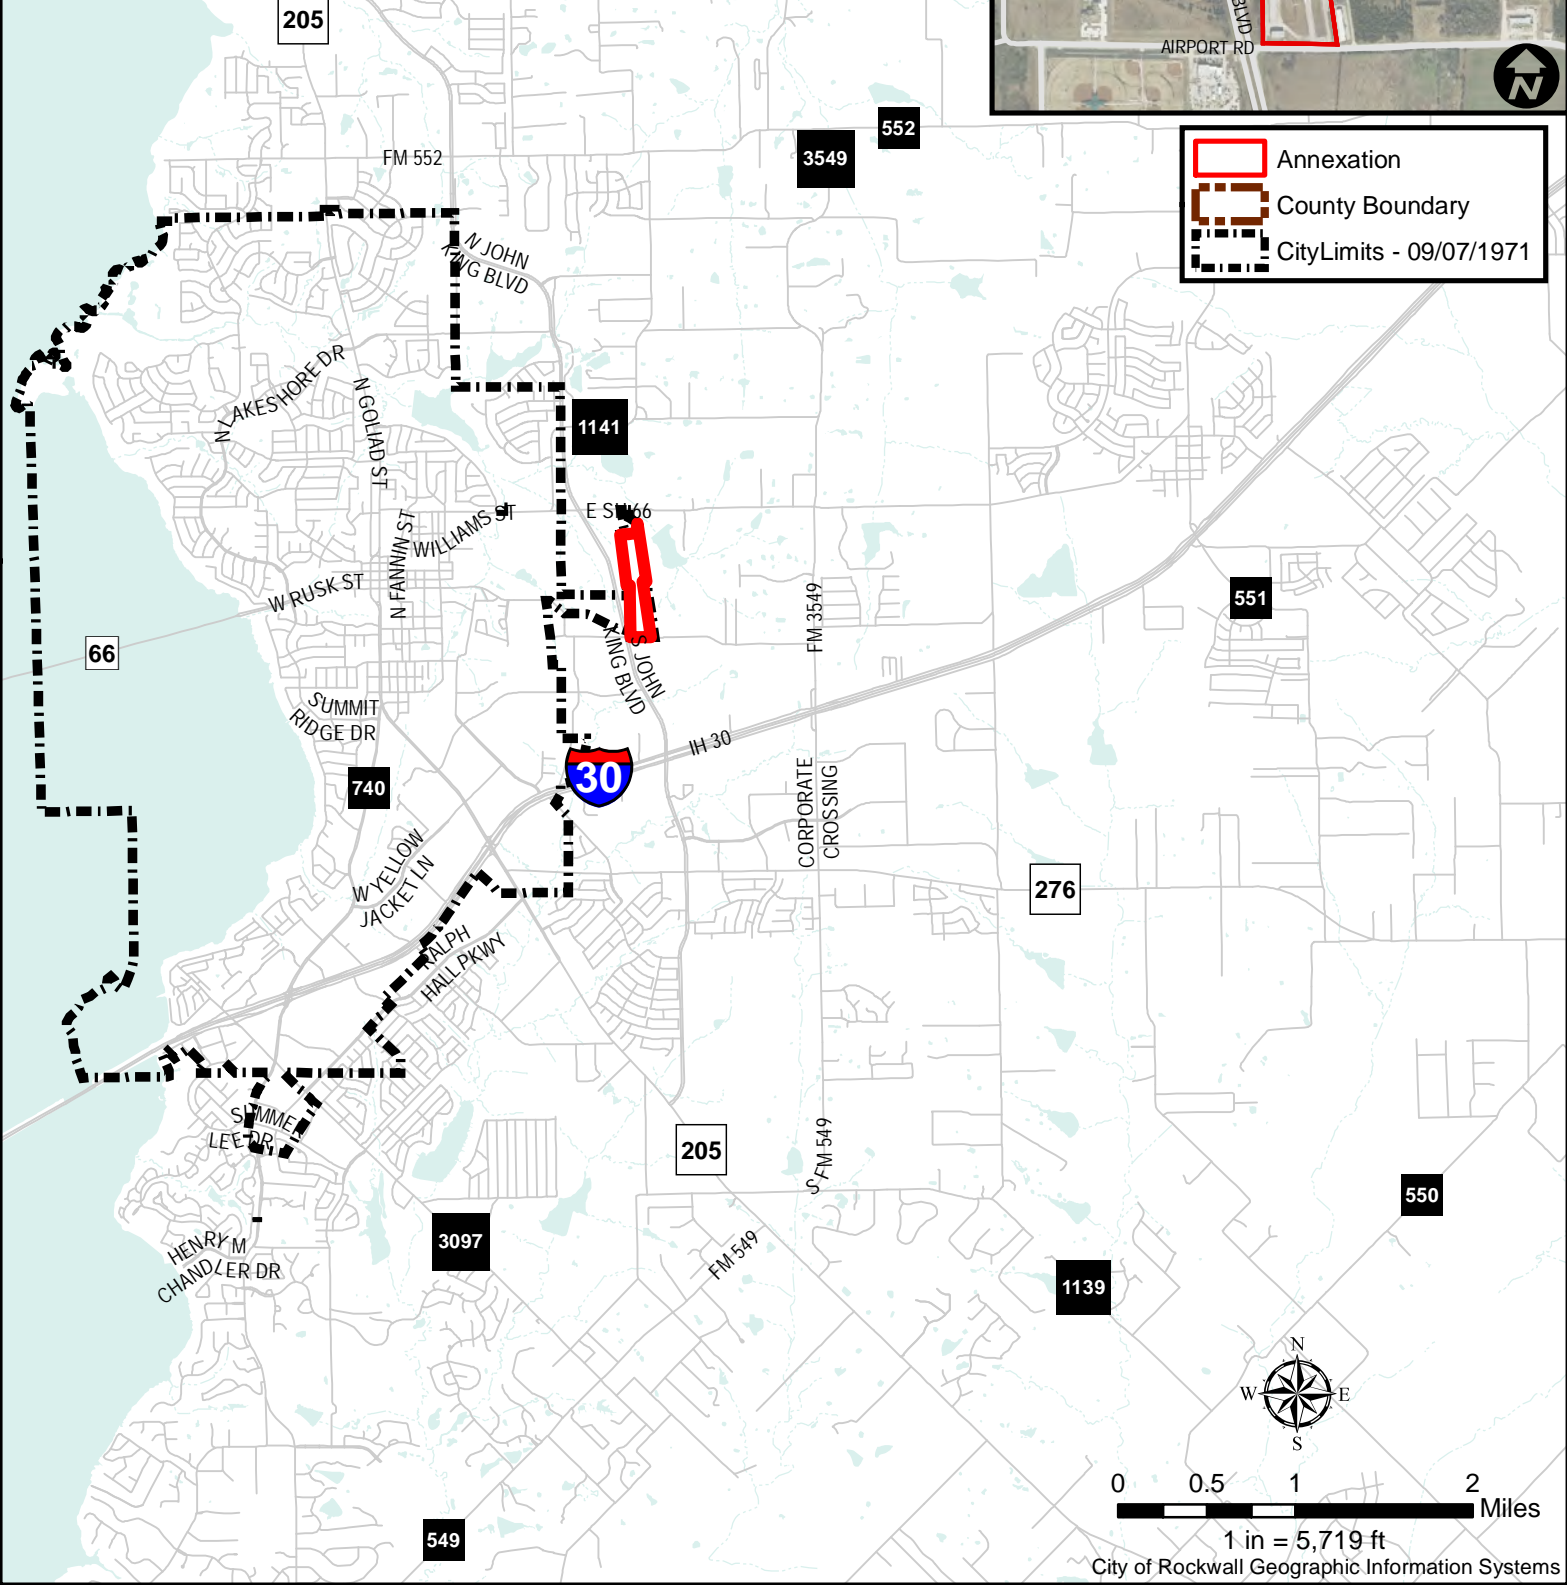 205
BLVD
AIRPORT RD
N
552
3549
FM 552
Annexation
County Boundary
CityLimits - 09/07/1971
N JOHN
KING BLVD
N LAKESHORE DR
N GOLIAD ST
1141
E SH 66
WILLIAMS ST
N FANNIN ST
W RUSK ST
66
FM 3549
551
S JOHN
KING BLVD
SUMMIT
RIDGE DR
IH 30
30
740
CORPORATE
CROSSING
W YELLOW
JACKET LN
276
RALPH
HALL PKWY
SUMMER
LEE DR
205
S FM 549
550
3097
HENRY M
CHANDLER DR
FM 549
1139
N
W
E
S
0 0.5 1 2
Miles
549
1 in = 5,719 ft
City of Rockwall Geographic Information Systems